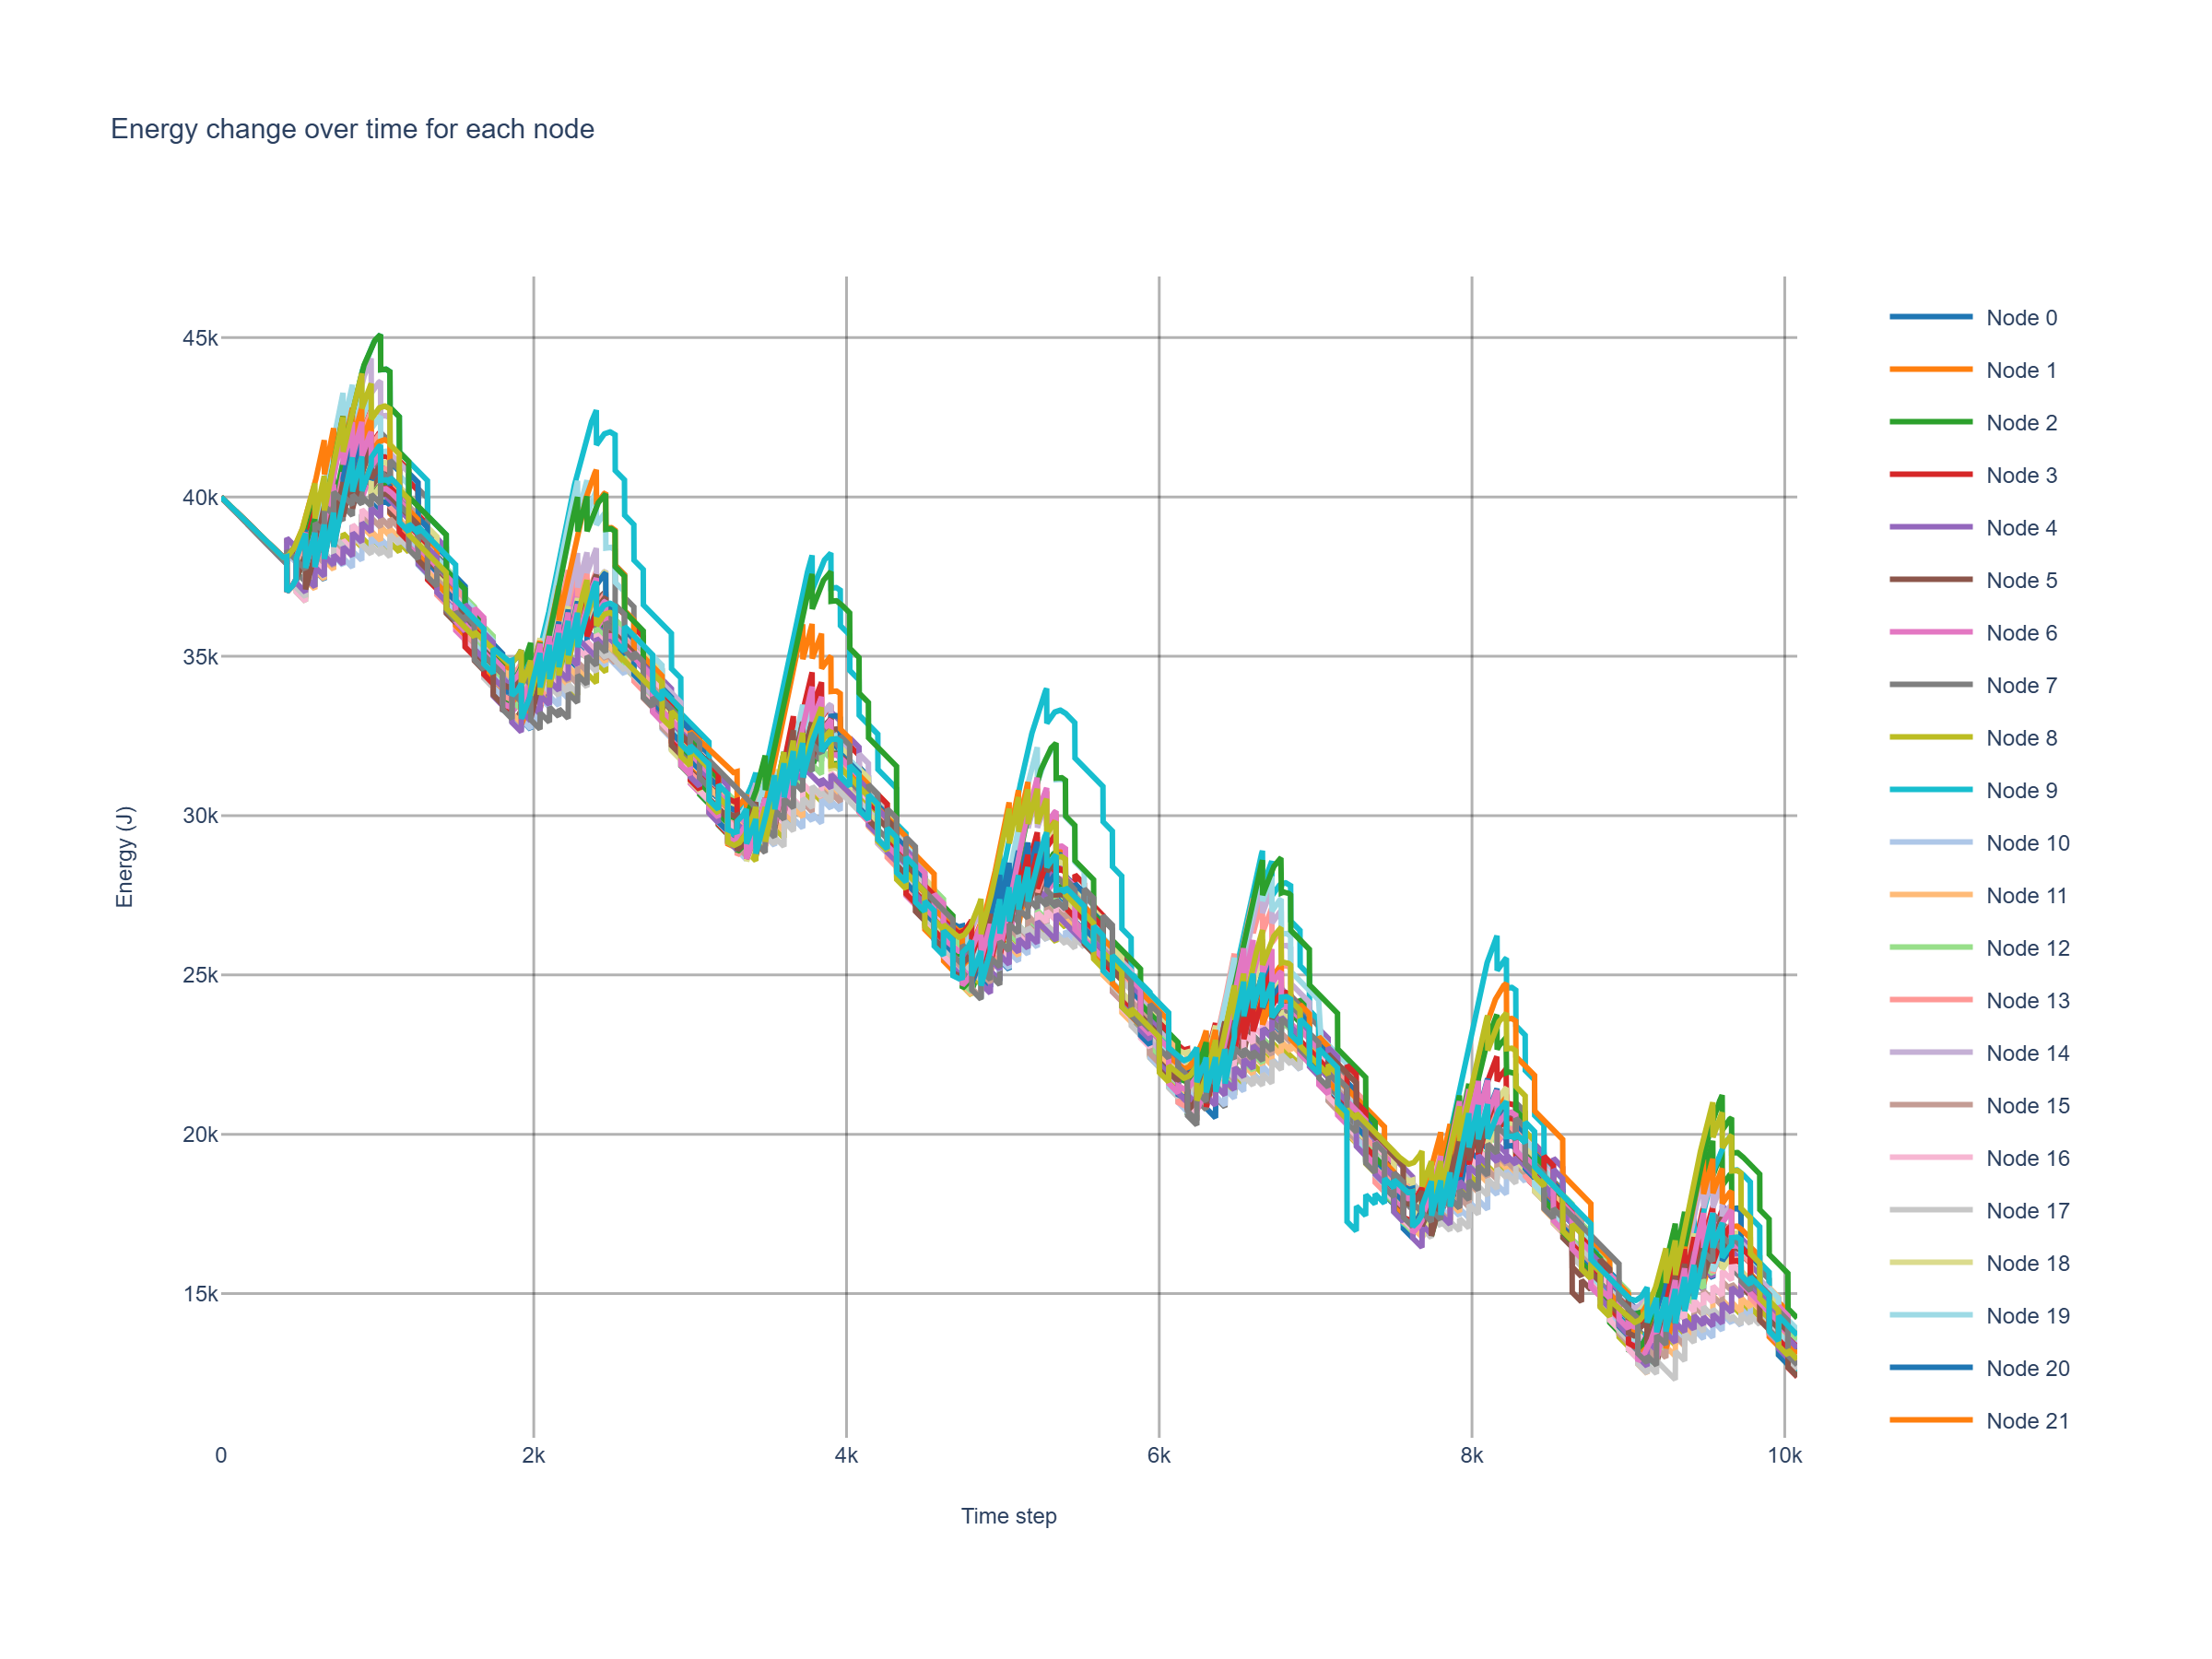 Energy change over time for each node
45k
40k
35k
30k
25k
20k
15k
Energy (J)
0
2k
4k
6k
8k
10k
Time step
Node 0
Node 1
Node 2
Node 3
Node 4
Node 5
Node 6
Node 7
Node 8
Node 9
Node 10
Node 11
Node 12
Node 13
Node 14
Node 15
Node 16
Node 17
Node 18
Node 19
Node 20
Node 21